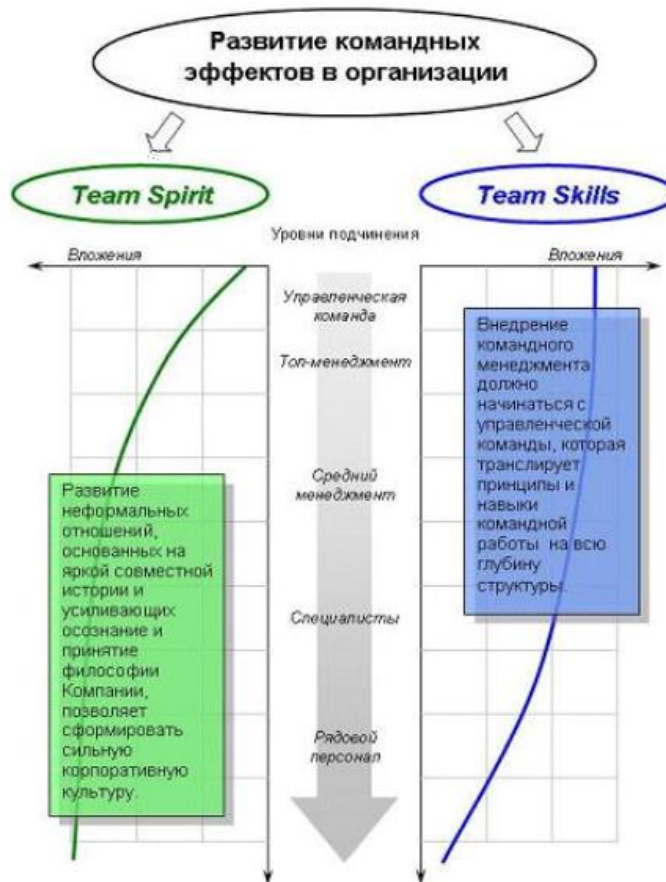 Развитие командных
эффектов в организации
Team Spirit
Team Skills
Уровни подчинения
Вложения
Вложения
Управленческая
команда
Топ-менеджмент
Средний
менеджмент
Специалисты
Рядовой
персонал
Внедрение
командного
менеджмента
должно
начинаться с
управленческой
команды, которая
транслирует
принципы и
навыки
командной
работы на всю
глубину
структуры.
Развитие
неформальных
отношений,
основанных на
яркой совместной
истории и
усиливающих
осознание и
принятие
философии
Компании,
позволяет
сформировать
сильную
корпоративную
культуру.